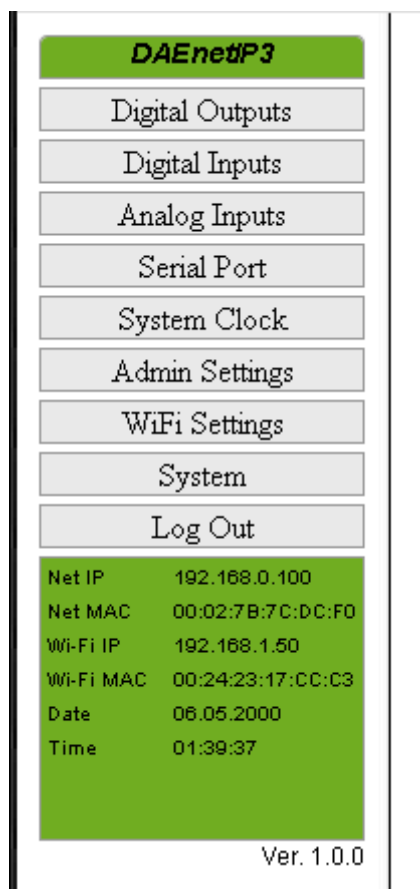 DAEnetIP3
Digital Outputs
Digital Inputs
Analog Inputs
Serial Port
System Clock
Admin Settings
WiFi Settings
System
Log Out
Net IP 192.168.0.100
Net MAC 00:02:7B:7C:DC:F0
Wi-Fi IP 192.168.1.50
Wi-Fi MAC 00:24:23:17:CC:C3
Date 06.05.2000
Time 01:39:37
Ver. 1.0.0